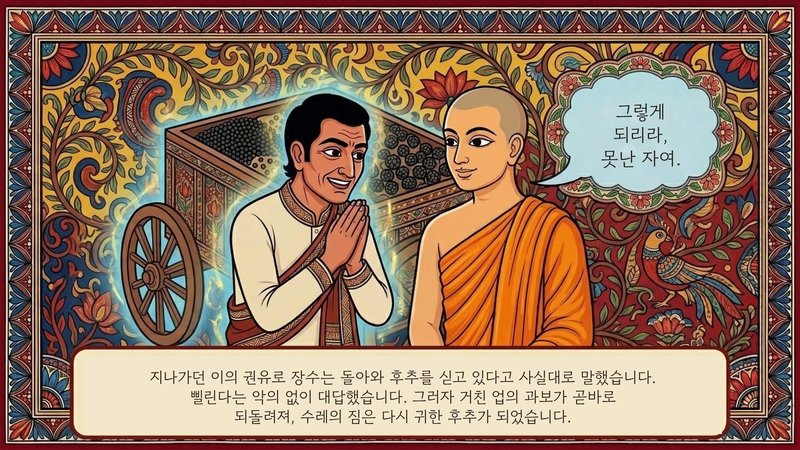 그렇게
되리라,
못난 자여.
지나가던 이의 권유로 장수는 돌아와 후추를 싣고 있다고 사실대로 말했습니다.
삘린다는 악의 없이 대답했습니다. 그러자 거친 업의 과보가 곧바로
되돌려져, 수레의 짐은 다시 귀한 후추가 되었습니다.